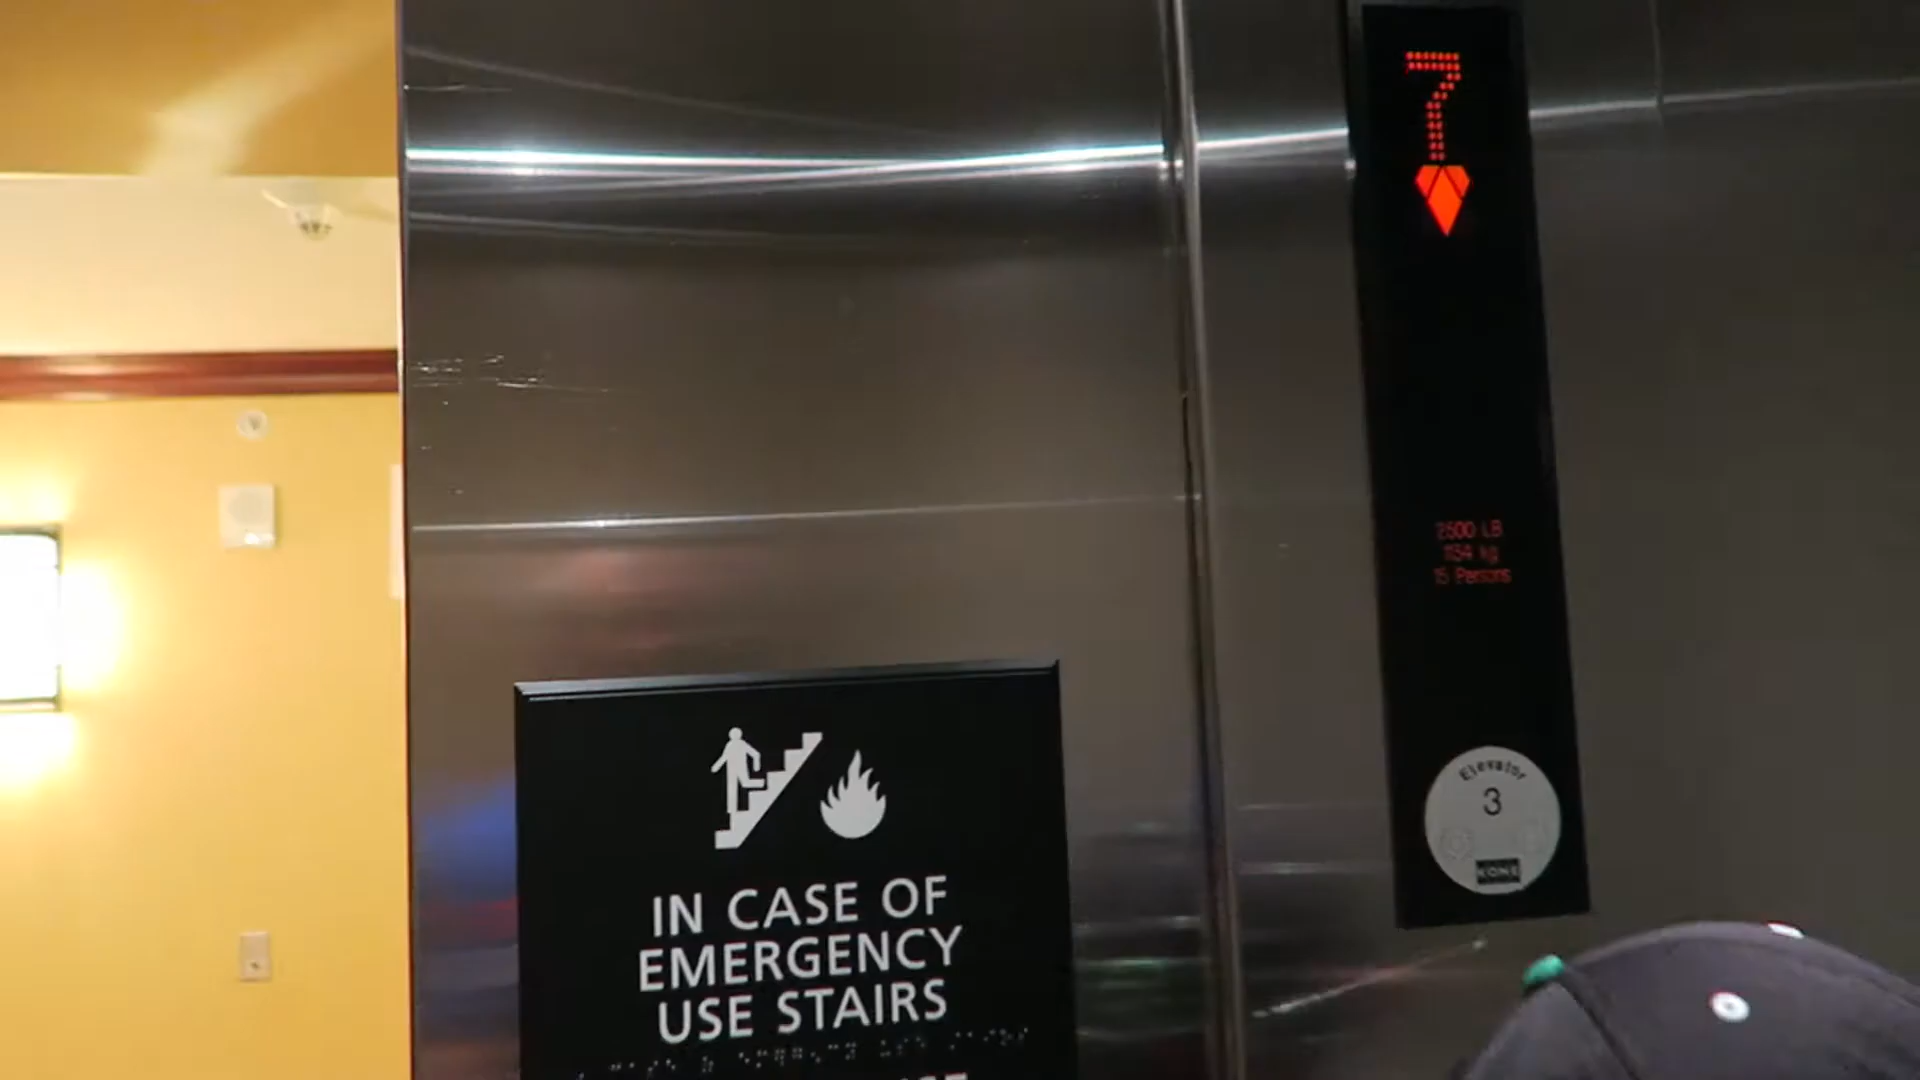 7
2500 LB
1134 kg
15 Persons
Elevator
3
KONE
IN CASE OF
EMERGENCY
USE STAIRS